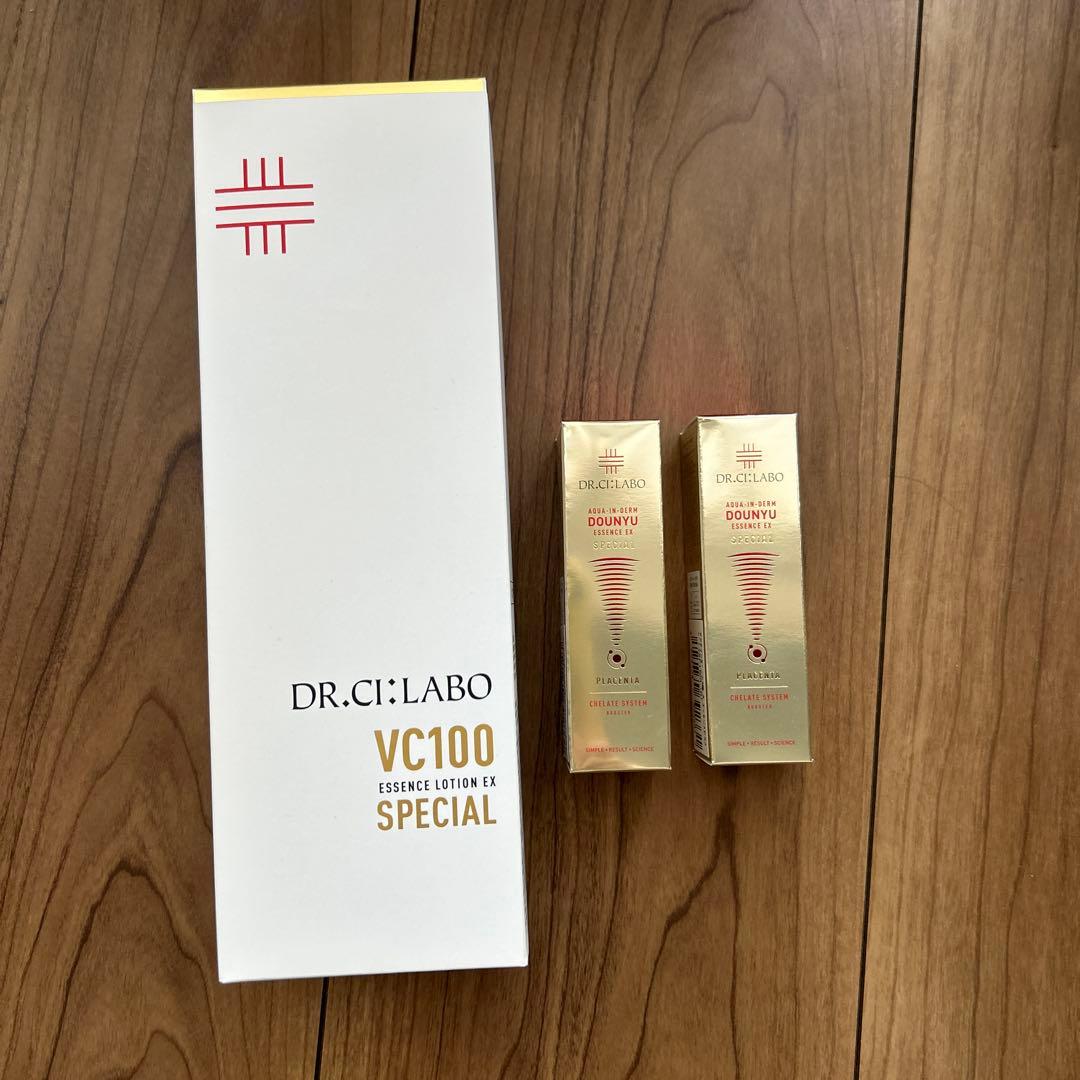 DR.CI:LABO
VC100
ESSENCE LOTION EX
SPECIAL
DR.CI:LABO
AQUA-IN-DERM
DOUNYU
ESSENCE EX
SPECIAL
PLACENTA
CHELATE SYSTEM
BOOSTER
SIMPLE • RESULT • SCIENCE
DR.CI:LABO
AQUA-IN-DERM
DOUNYU
ESSENCE EX
SPECIAL
PLACENTA
CHELATE SYSTEM
BOOSTER
SIMPLE • RESULT • SCIENCE